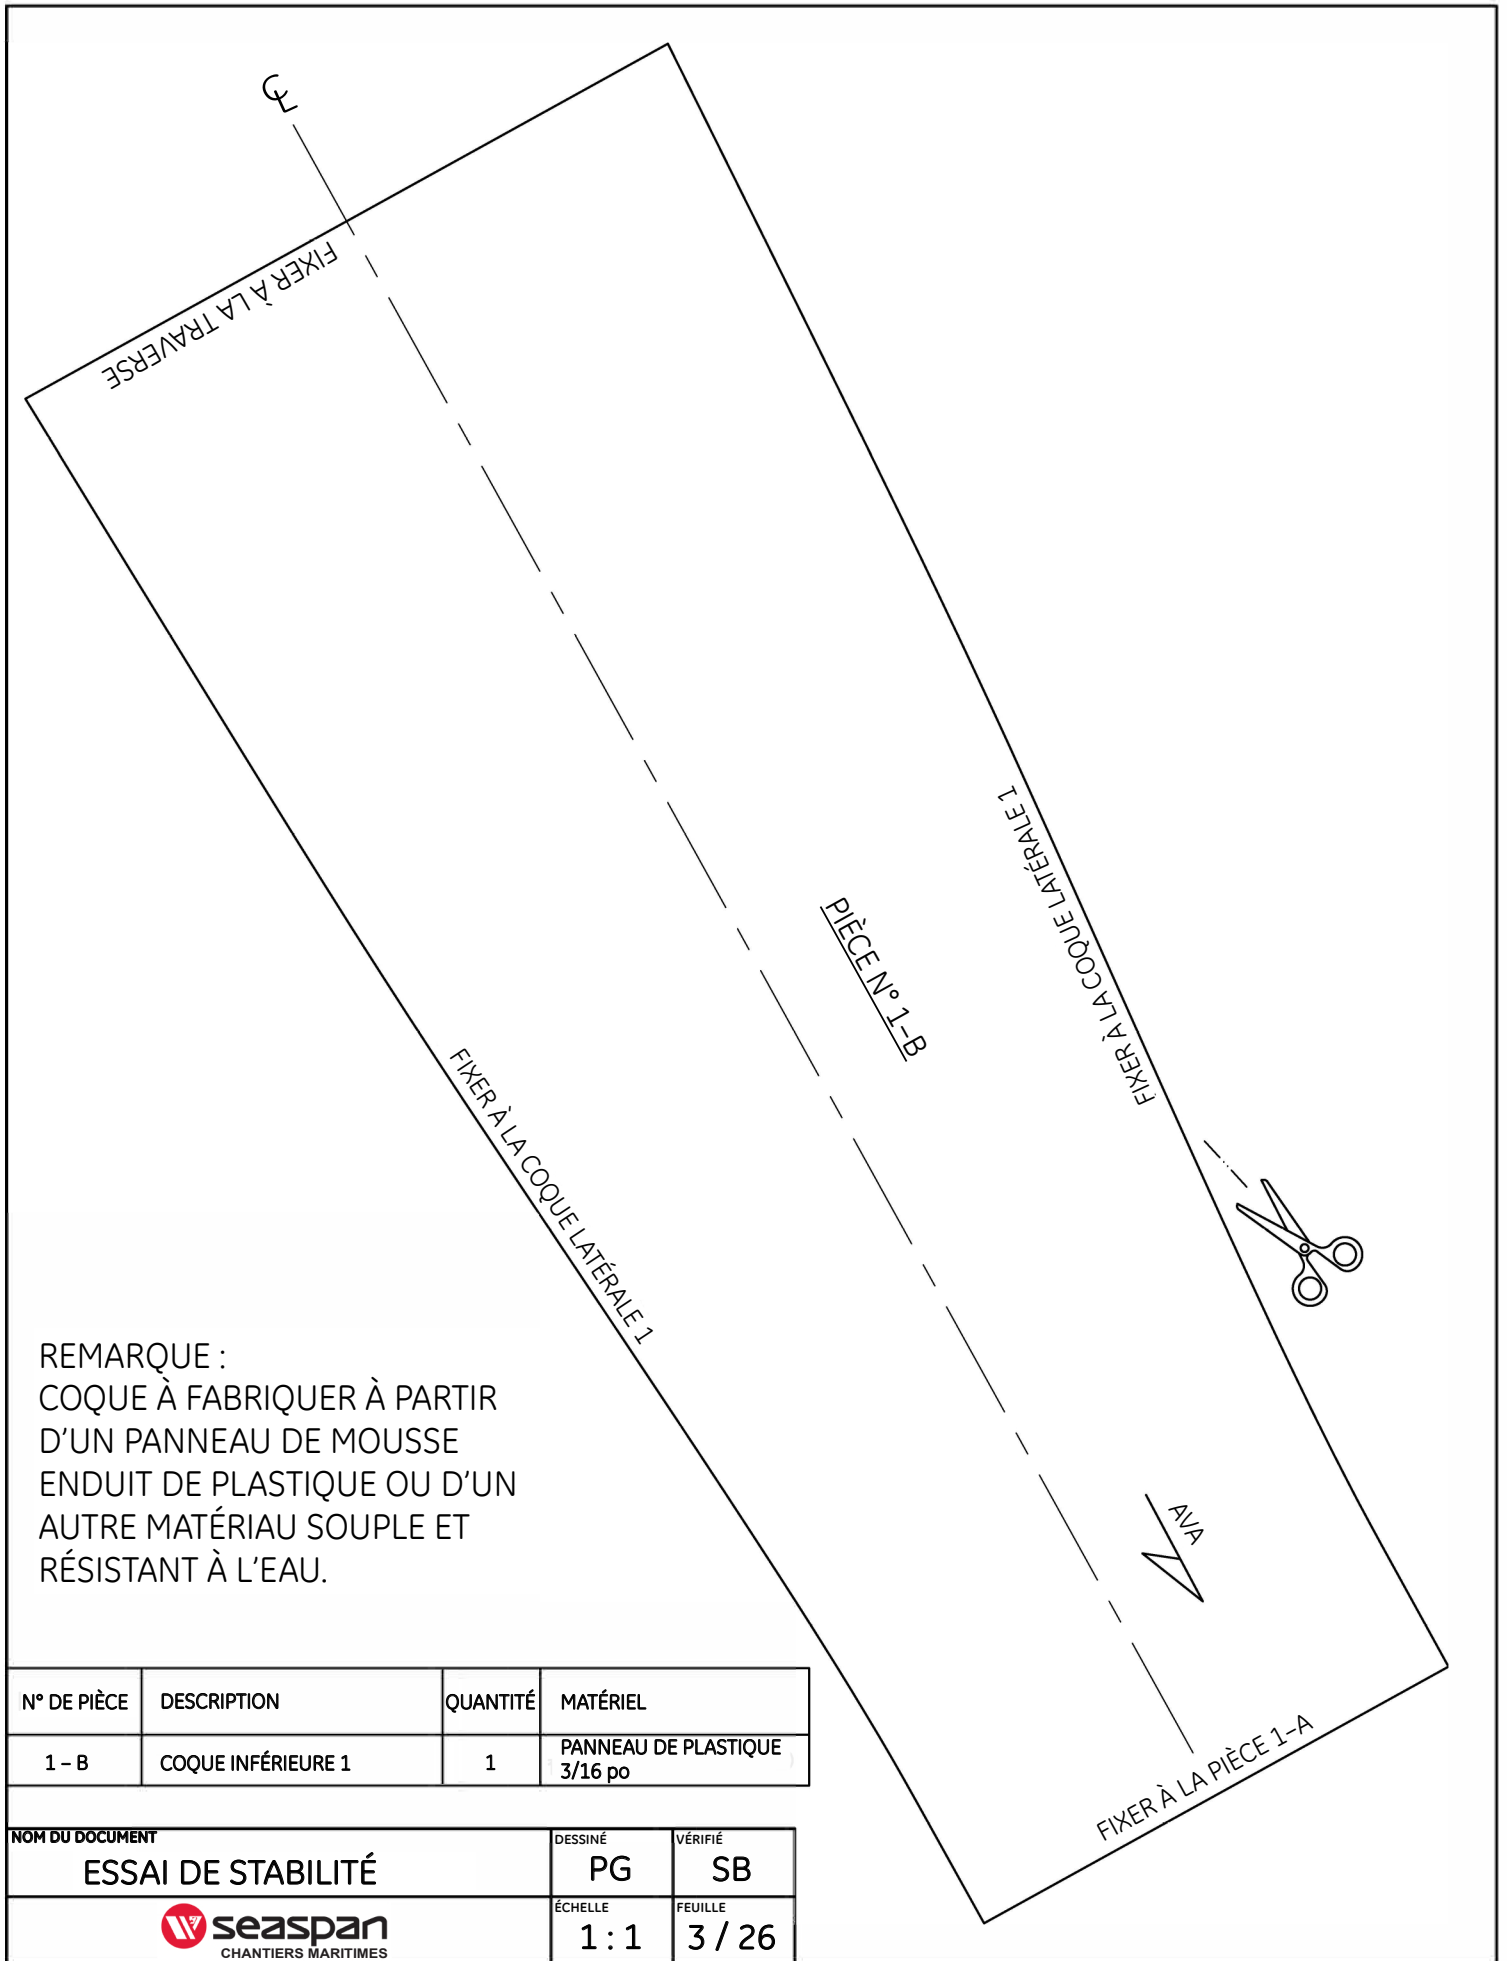 ℄
FIXER À LA TRAVERSE
FIXER À LA COQUE LATÉRALE 1
PIÈCE N° 1–B
FIXER À LA COQUE LATÉRALE 1
AVA
FIXER À LA PIÈCE 1–A
REMARQUE :
COQUE À FABRIQUER À PARTIR
D’UN PANNEAU DE MOUSSE
ENDUIT DE PLASTIQUE OU D’UN
AUTRE MATÉRIAU SOUPLE ET
RÉSISTANT À L’EAU.
N° DE PIÈCE DESCRIPTION QUANTITÉ MATÉRIEL
1 – B COQUE INFÉRIEURE 1 1 PANNEAU DE PLASTIQUE
3/16 po
NOM DU DOCUMENT
ESSAI DE STABILITÉ
DESSINÉ
PG
VÉRIFIÉ
SB
seaspan
CHANTIERS MARITIMES
ÉCHELLE
1 : 1
FEUILLE
3 / 26